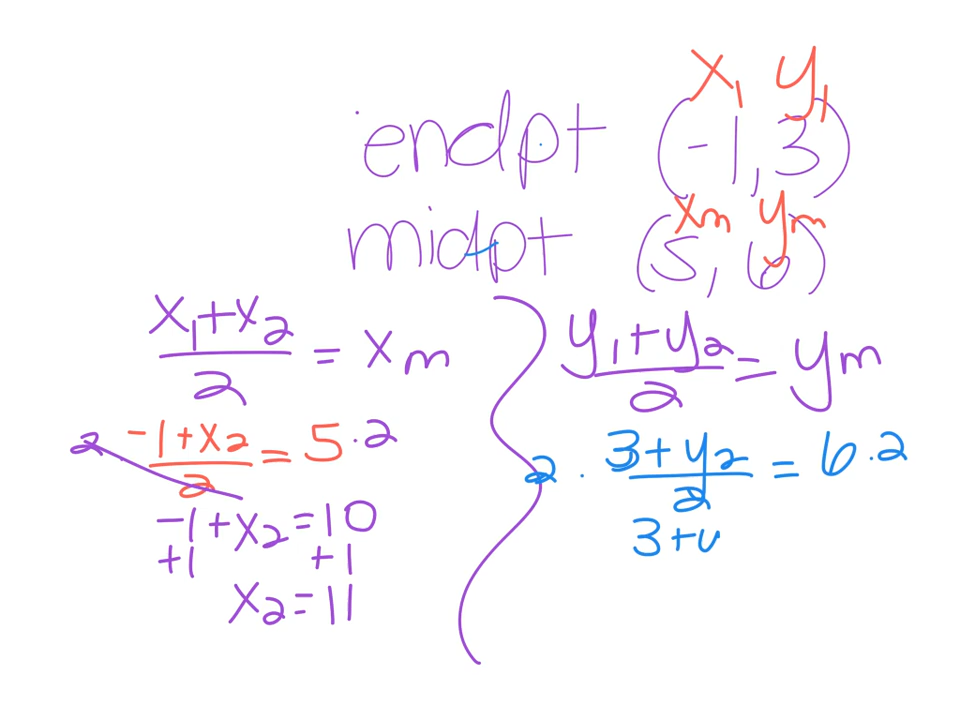 x₁ y₁
endpt (-1, 3)
xm ym
midpt (5, 6)
x₁+x₂/2 = xm
-1+x₂/2 = 5·2
2
-1+x₂=10
+1 +1
x₂=11
y₁+y₂/2 = ym
2 · 3+y₂/2 = 6·2
3+y